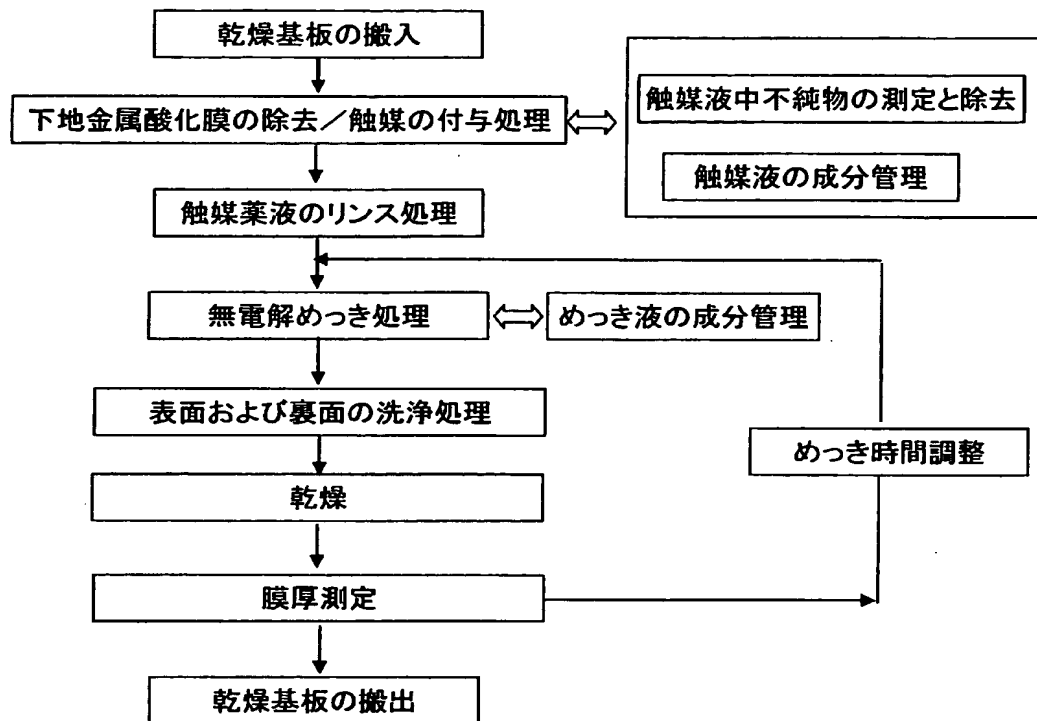 乾燥基板の搬入
下地金属酸化膜の除去／触媒の付与処理
触媒液中不純物の測定と除去
触媒液の成分管理
触媒薬液のリンス処理
無電解めっき処理
めっき液の成分管理
表面および裏面の洗浄処理
めっき時間調整
乾燥
膜厚測定
乾燥基板の搬出